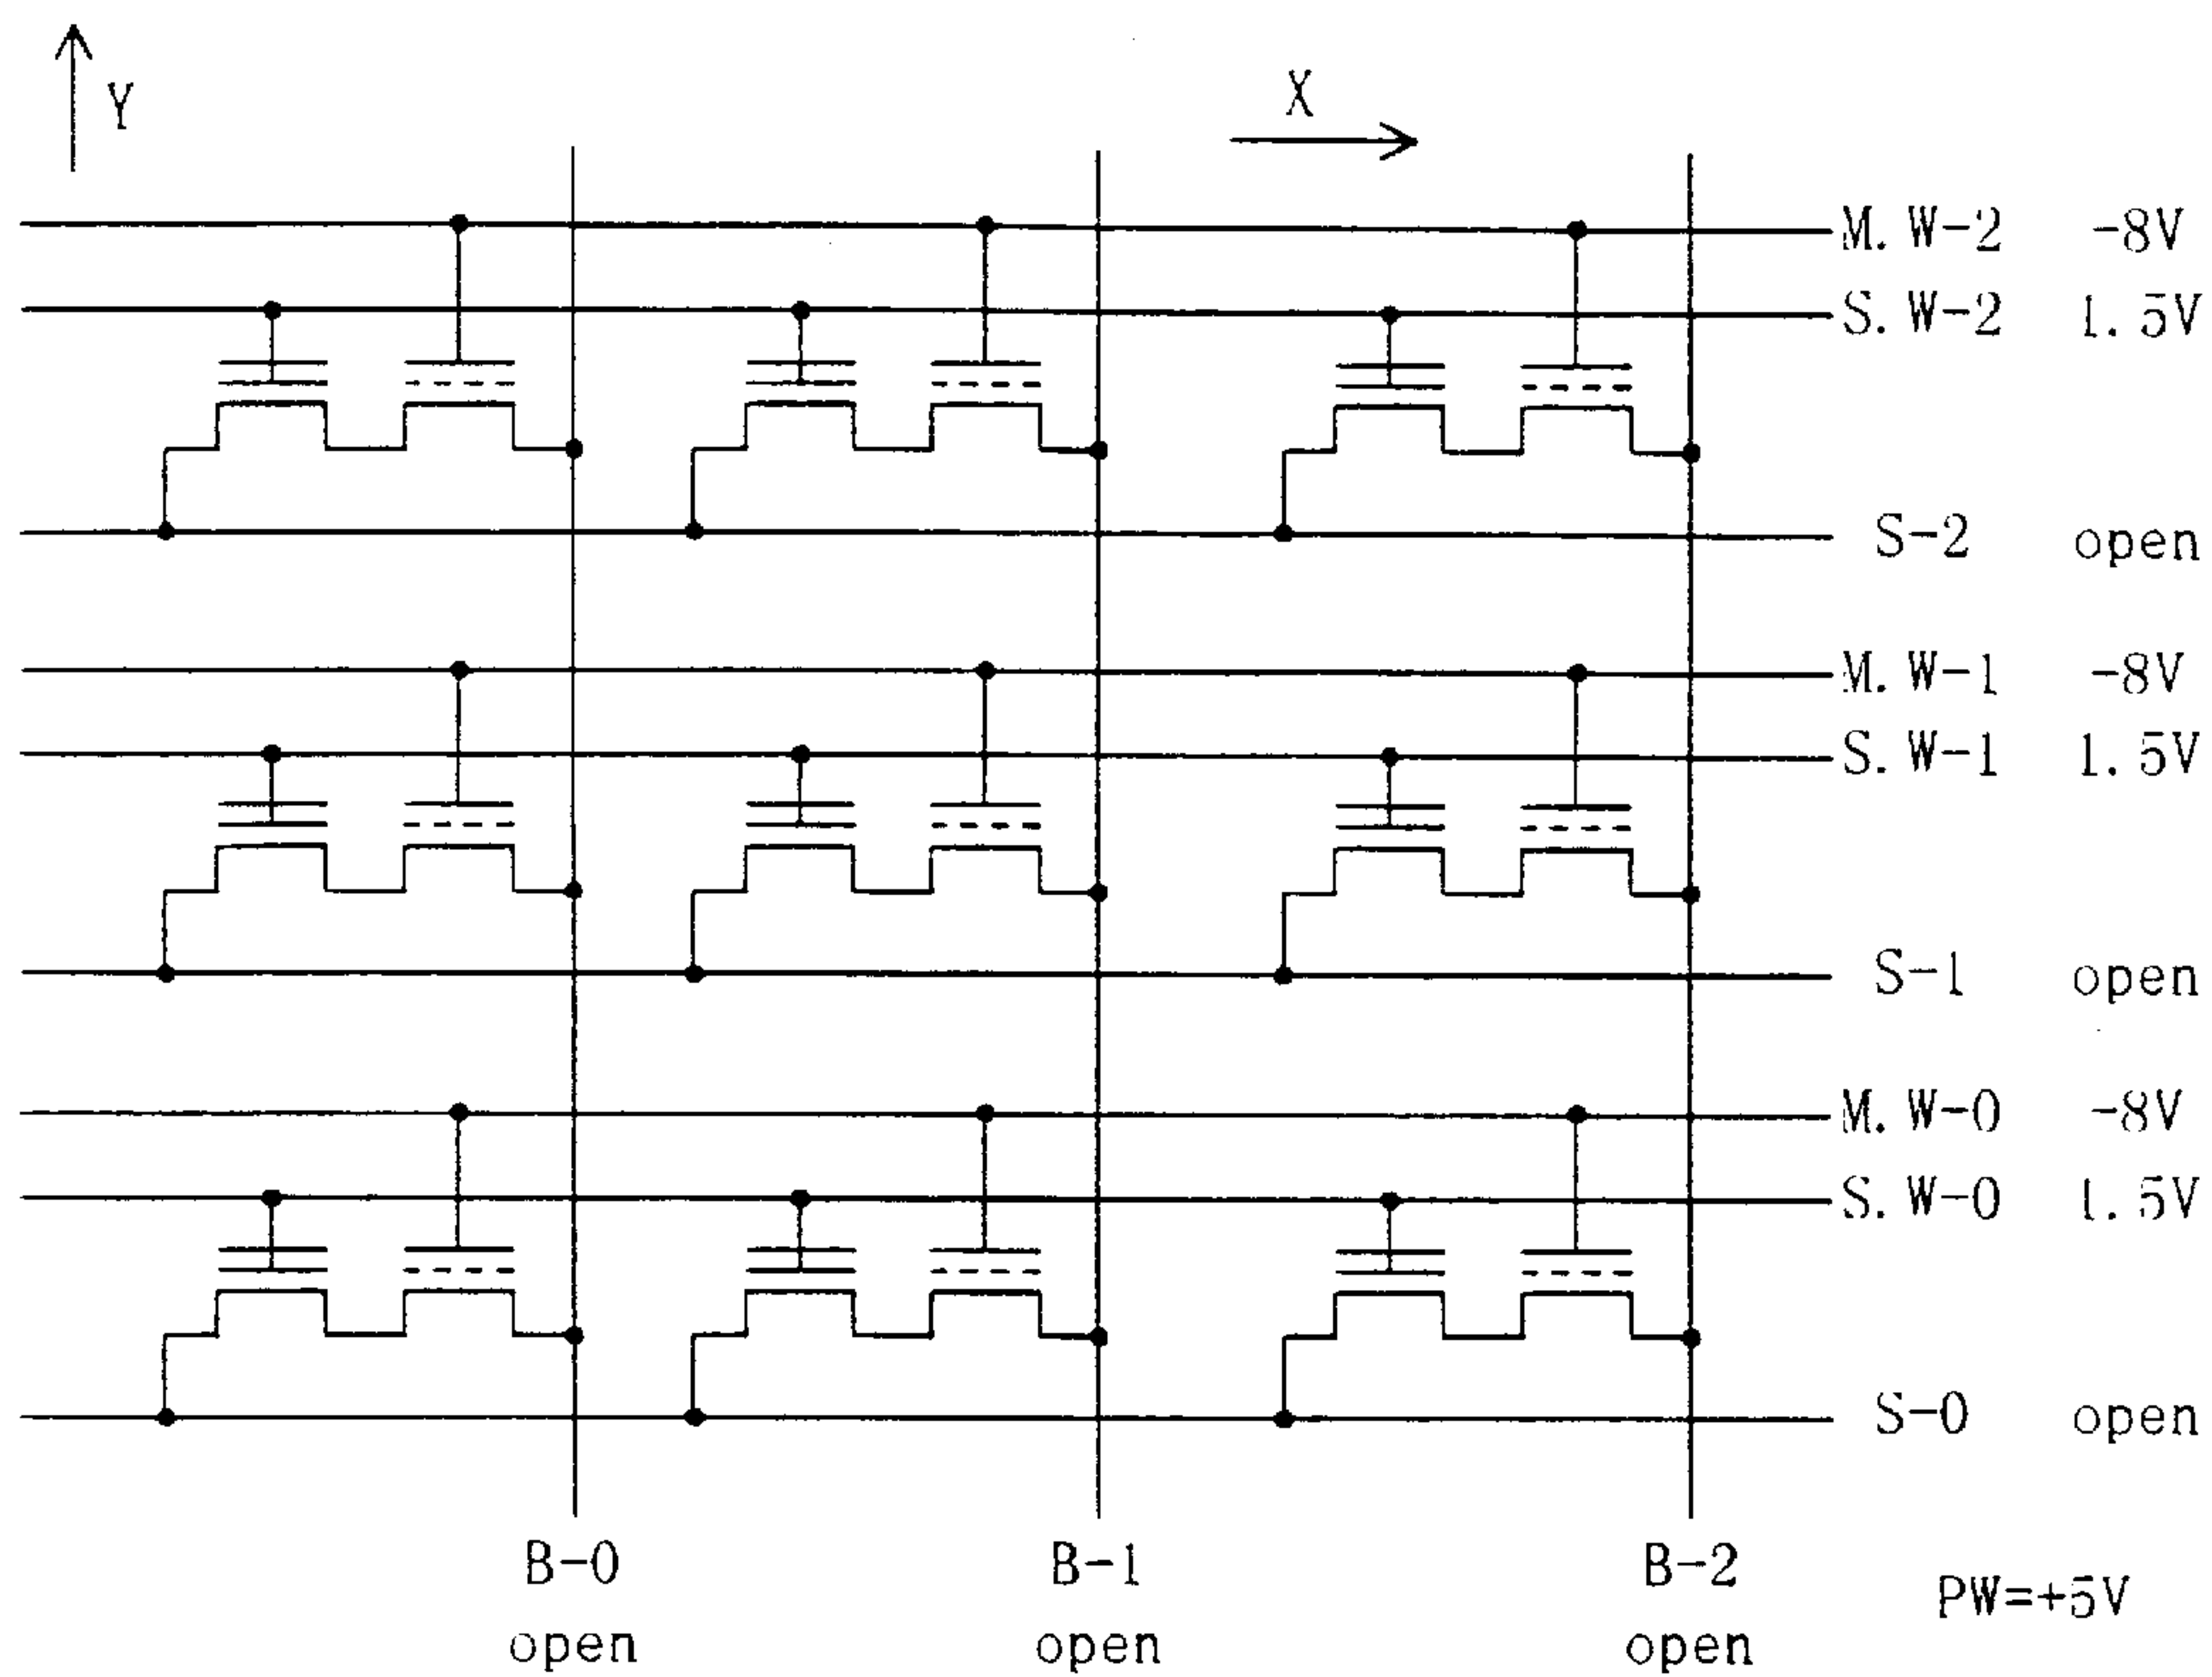 Y
X
M. W-2 -8V
S. W-2 1.5V
S-2 open
M. W-1 -8V
S. W-1 1.5V
S-1 open
M. W-0 -8V
S. W-0 1.5V
S-0 open
B-0 B-1 B-2
PW=+5V
open open open